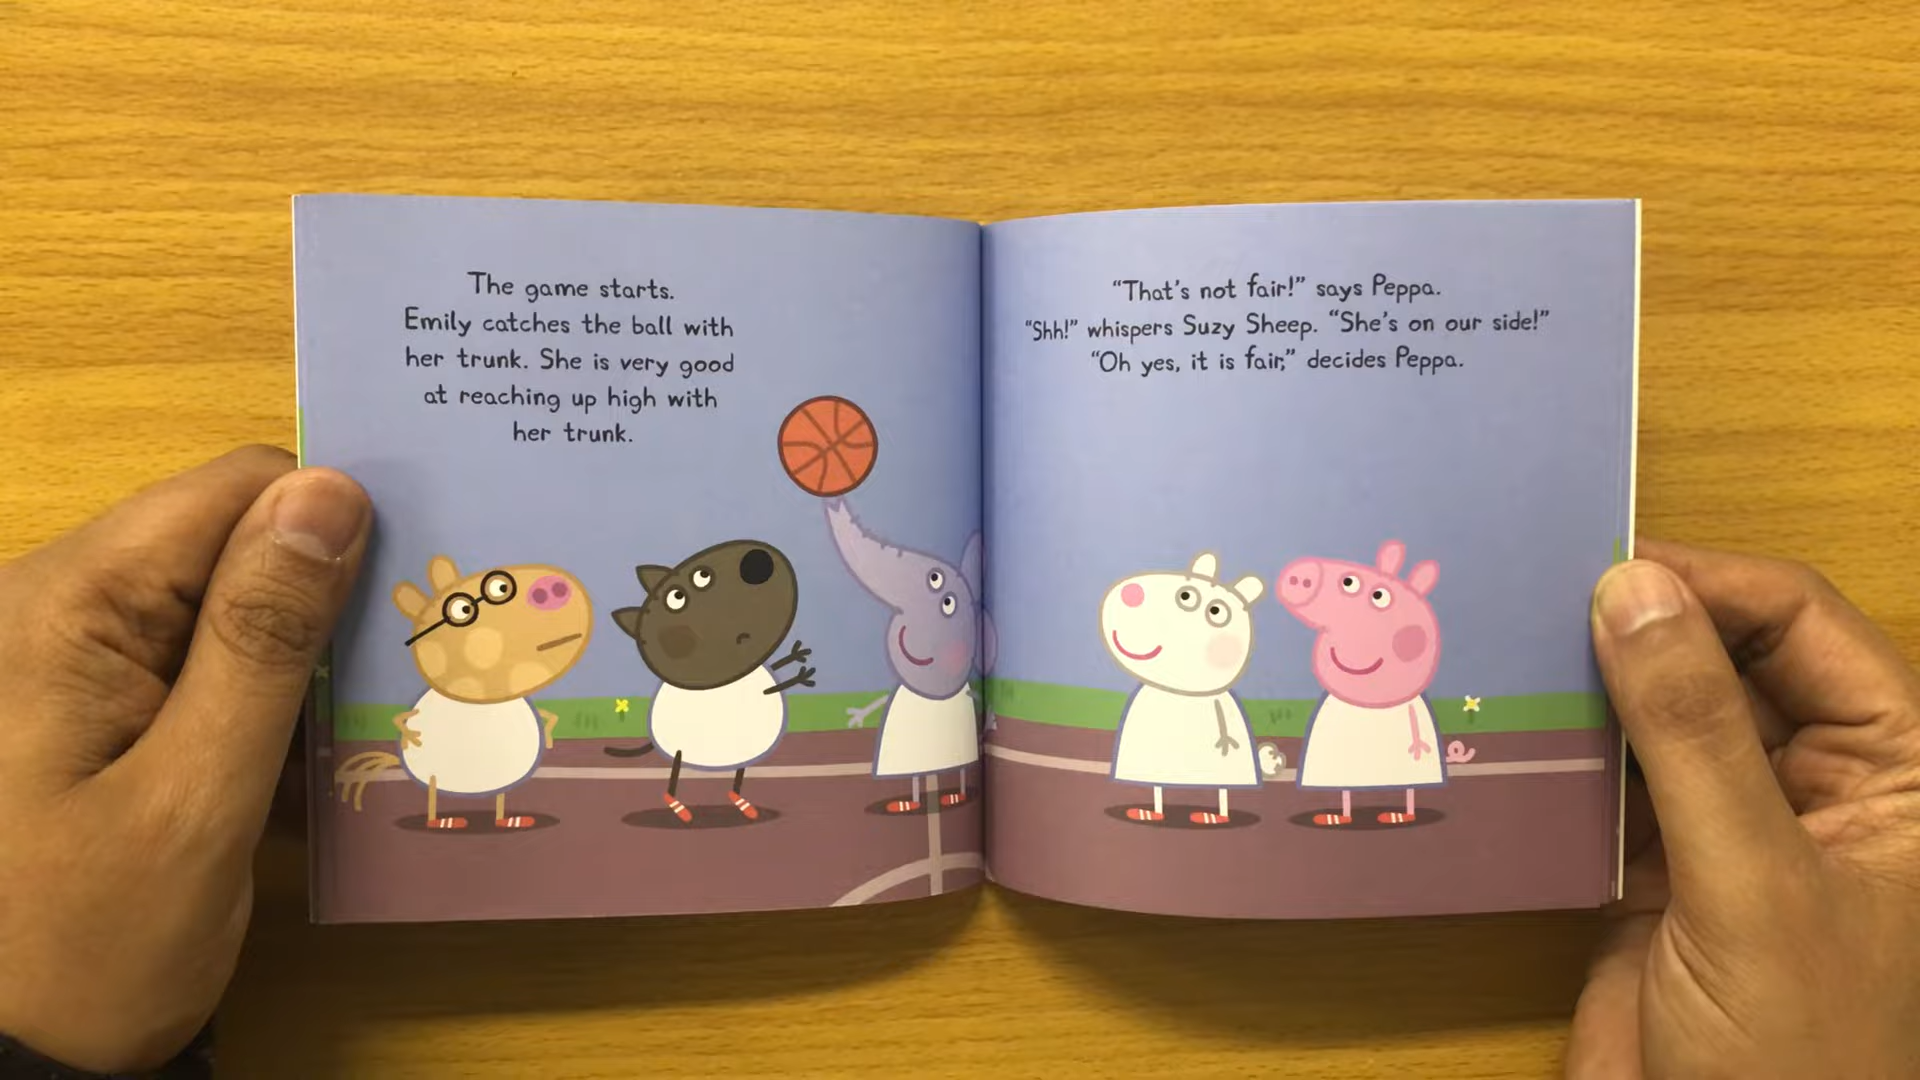 The game starts.
Emily catches the ball with
her trunk. She is very good
at reaching up high with
her trunk.
“That’s not fair!” says Peppa.
“Shh!” whispers Suzy Sheep. “She’s on our side!”
“Oh yes, it is fair,” decides Peppa.